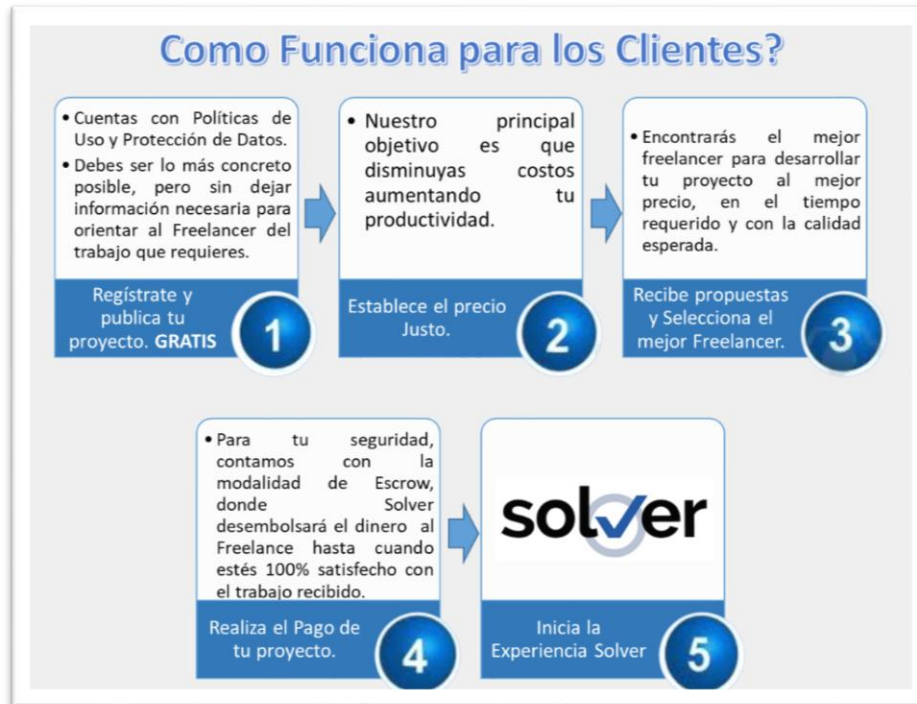 Como Funciona para los Clientes?
• Cuentas con Políticas de
Uso y Protección de Datos.
• Debes ser lo más concreto
posible, pero sin dejar
información necesaria para
orientar al Freelancer del
trabajo que requieres.
Regístrate y
publica tu
proyecto. GRATIS
1
• Nuestro principal
objetivo es que
disminuyas costos
aumentando tu
productividad.
Establece el precio
Justo.
2
• Encontrarás el mejor
freelancer para desarrollar
tu proyecto al mejor
precio, en el tiempo
requerido y con la calidad
esperada.
Recibe propuestas
y Selecciona el
mejor Freelancer.
3
• Para tu seguridad,
contamos con la
modalidad de Escrow,
donde Solver
desembolsará el dinero al
Freelance hasta cuando
estés 100% satisfecho con
el trabajo recibido.
Realiza el Pago de
tu proyecto.
4
solver
Inicia la
Experiencia Solver
5